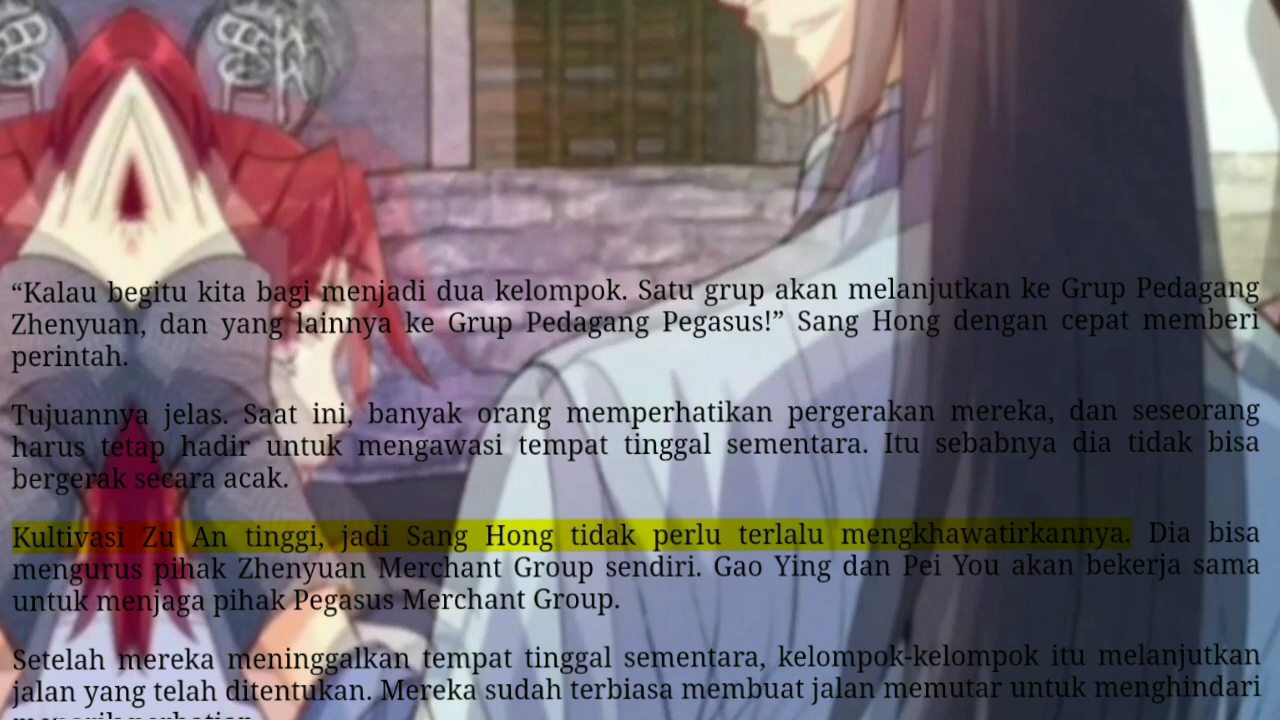 “Kalau begitu kita bagi menjadi dua kelompok. Satu grup akan melanjutkan ke Grup Pedagang
Zhenyuan, dan yang lainnya ke Grup Pedagang Pegasus!” Sang Hong dengan cepat memberi
perintah.
Tujuannya jelas. Saat ini, banyak orang memperhatikan pergerakan mereka, dan seseorang
harus tetap hadir untuk mengawasi tempat tinggal sementara. Itu sebabnya dia tidak bisa
bergerak secara acak.
Kultivasi Zu An tinggi, jadi Sang Hong tidak perlu terlalu mengkhawatirkannya. Dia bisa
mengurus pihak Zhenyuan Merchant Group sendiri. Gao Ying dan Pei You akan bekerja sama
untuk menjaga pihak Pegasus Merchant Group.
Setelah mereka meninggalkan tempat tinggal sementara, kelompok-kelompok itu melanjutkan
jalan yang telah ditentukan. Mereka sudah terbiasa membuat jalan memutar untuk menghindari